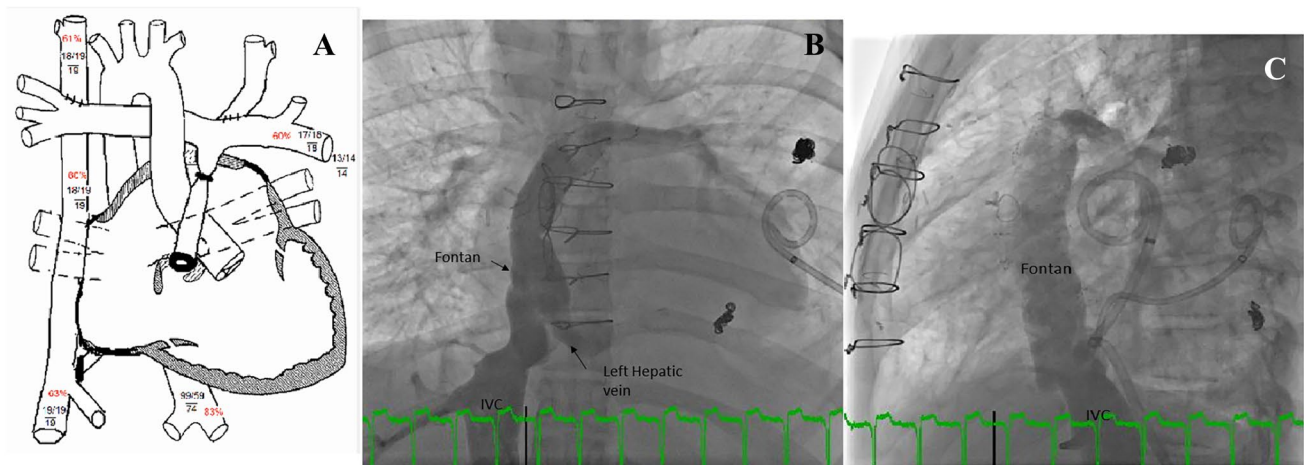 A
61%
18/19
19
60%
17/18
19
13/14
14
60%
18/19
19
63%
19/19
19
99/59
74
83%
B
Fontan
Left Hepatic
vein
IVC
C
Fontan
IVC